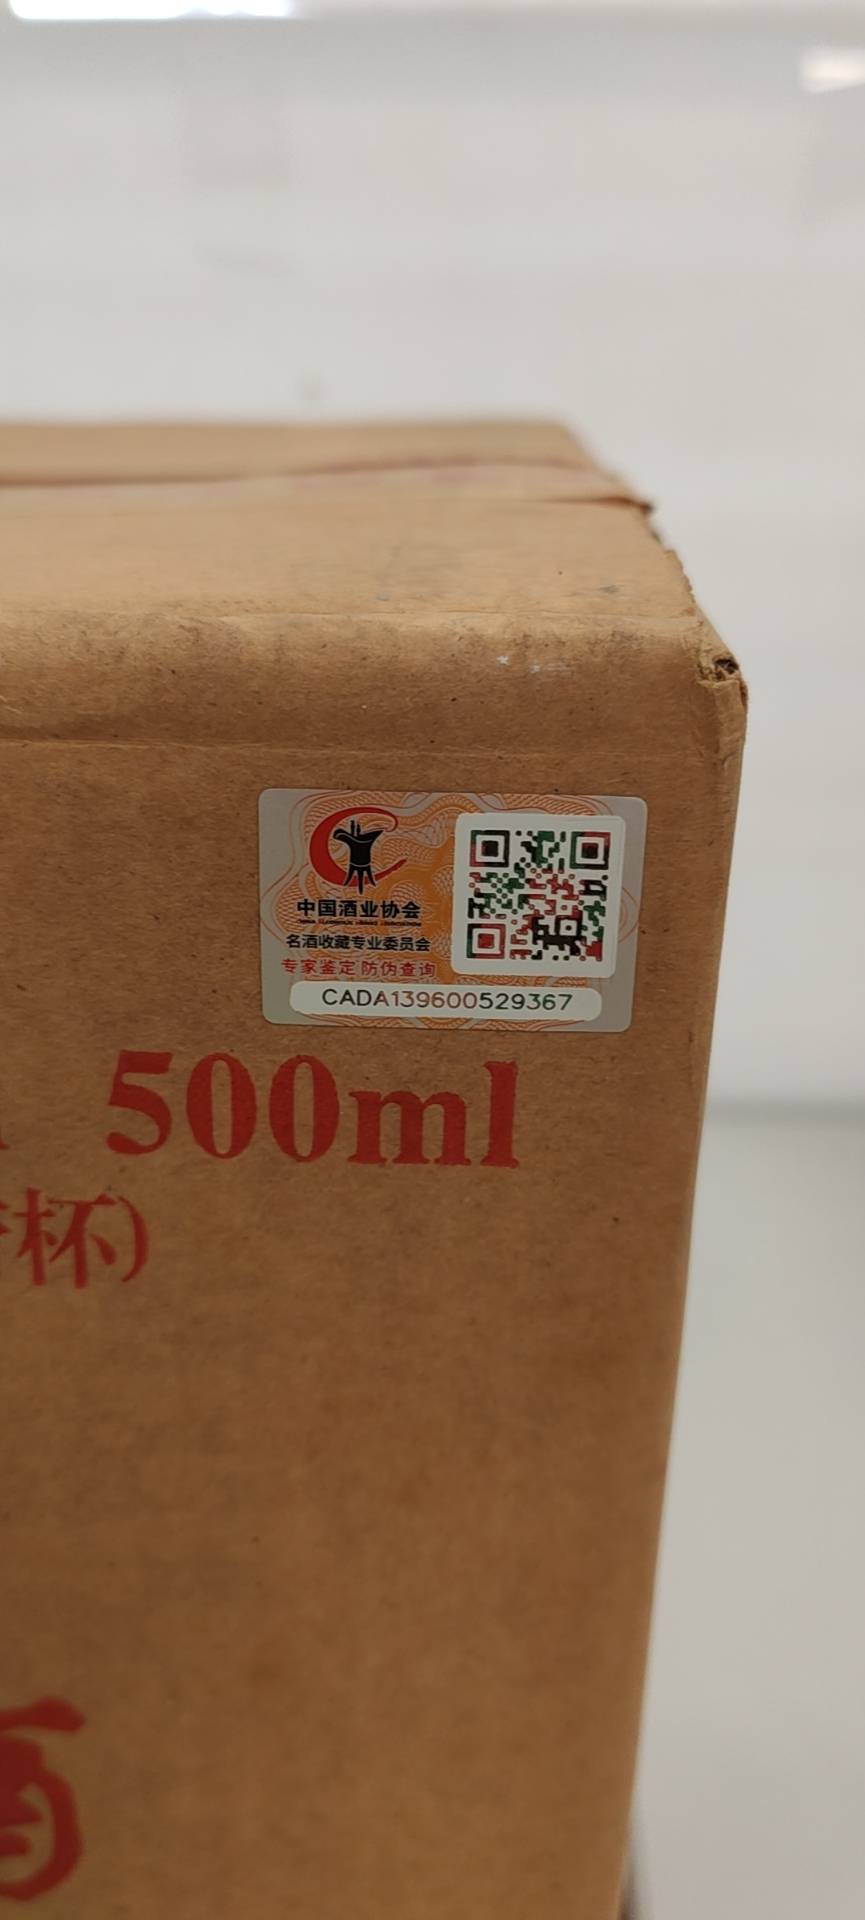 中国酒业协会
名酒收藏专业委员会
专家鉴定 防伪查询
CADA139600529367
500ml
杯)
酒